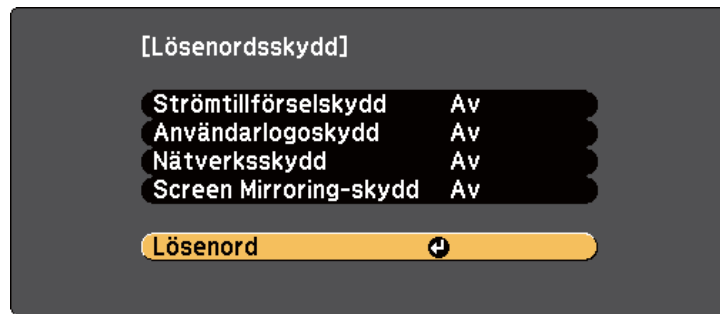 [Lösenordsskydd]
Strömtillförselskydd Av
Användarlogoskydd Av
Nätverksskydd Av
Screen Mirroring-skydd Av
Lösenord